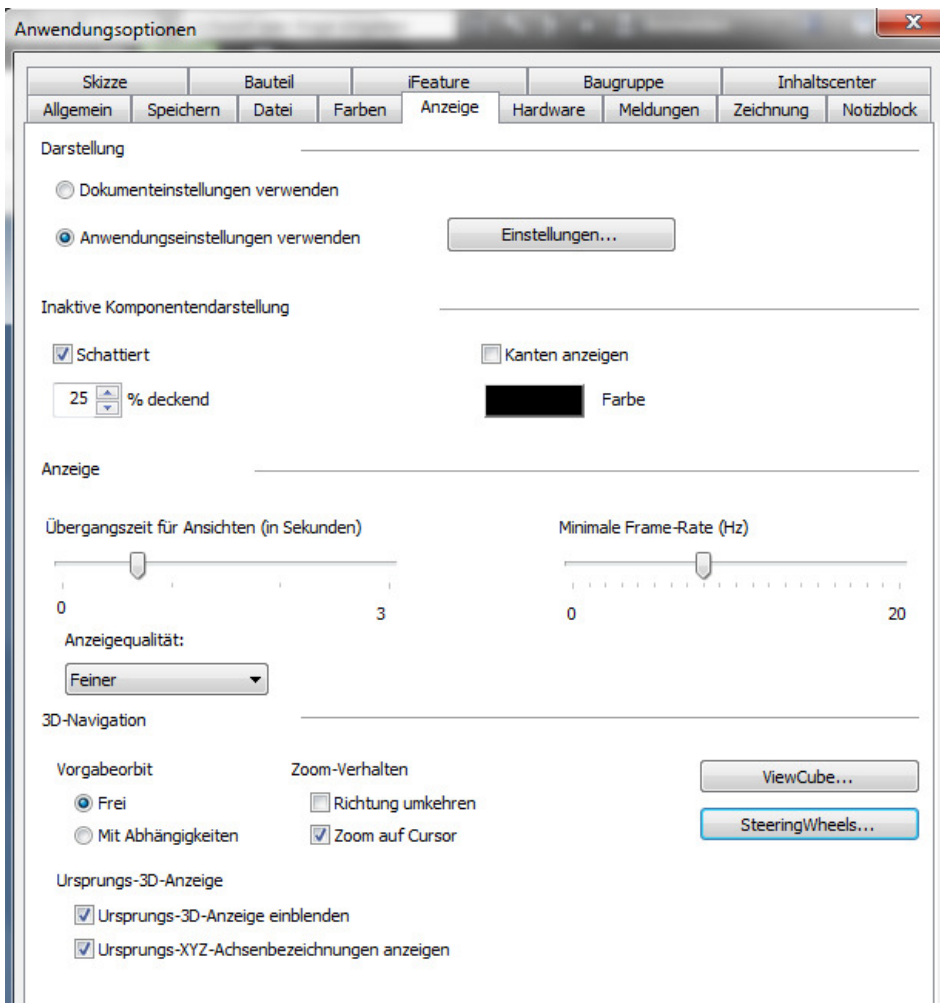 Anwendungsoptionen
Skizze Bauteil iFeature Baugruppe Inhaltscenter
Allgemein Speichern Datei Farben Anzeige Hardware Meldungen Zeichnung Notizblock
Darstellung
Dokumenteinstellungen verwenden
Anwendungseinstellungen verwenden Einstellungen...
Inaktive Komponentendarstellung
Schattiert Kanten anzeigen
25 % deckend Farbe
Anzeige
Übergangszeit für Ansichten (in Sekunden) Minimale Frame-Rate (Hz)
0 3 0 20
Anzeigequalität:
Feiner
3D-Navigation
Vorgabeorbit Zoom-Verhalten ViewCube...
Frei Richtung umkehren
Mit Abhängigkeiten Zoom auf Cursor SteeringWheels...
Ursprungs-3D-Anzeige
Ursprungs-3D-Anzeige einblenden
Ursprungs-XYZ-Achsenbezeichnungen anzeigen